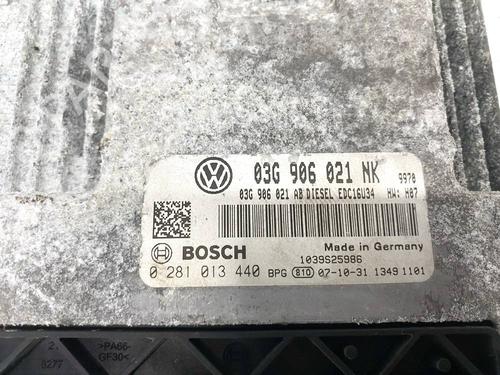 03G 906 021 NK 9970
03G 906 021 AB DIESEL EDC16U34 HW: H07
BOSCH
Made in Germany
1039S25986
0 281 013 440 BPG 810 07-10-31 1349 1101
>PA66-
GF30<
8277